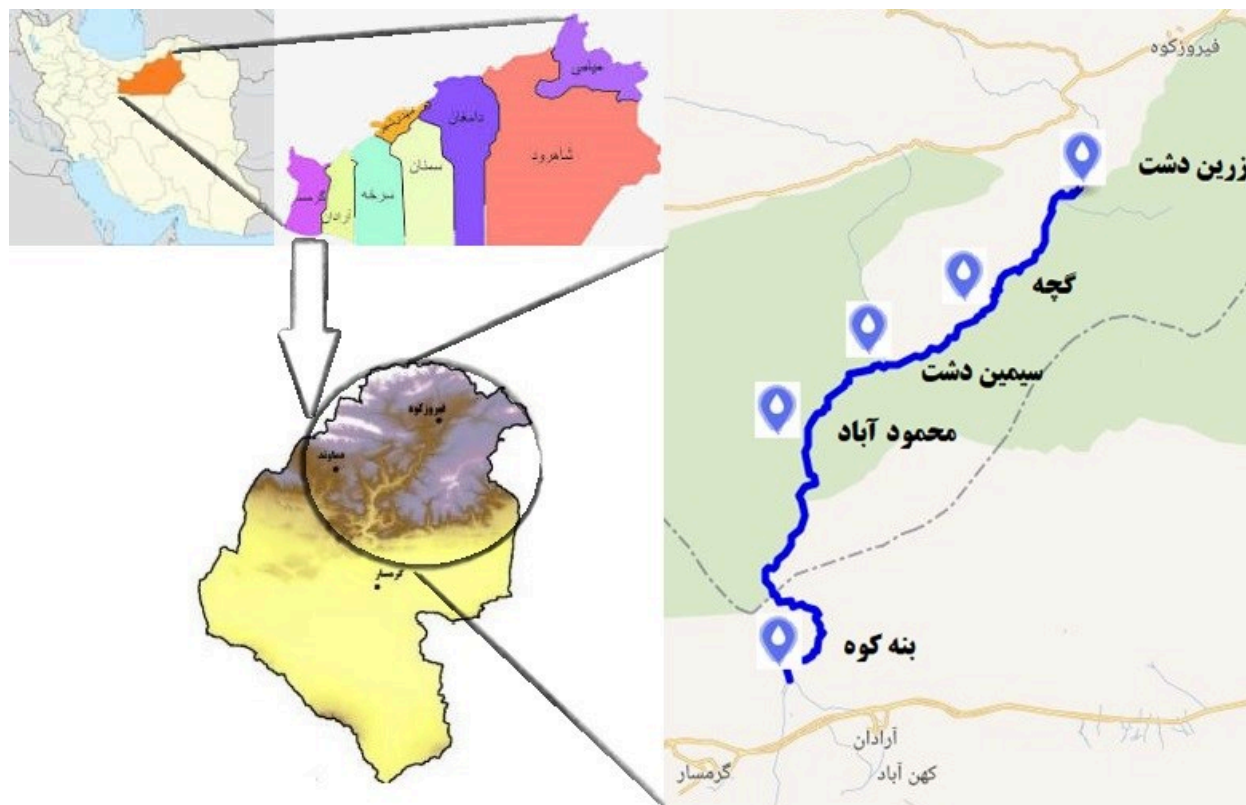 میامی
دامغان
مهدیشهر
شاهرود
سمنان
سرخه
آرادان
گرمسار
فیروزکوه
دماوند
گرمسار
فیروزکوه
زرین دشت
گچه
سیمین دشت
محمود آباد
بنه کوه
آرادان
کهن آباد
گرمسار